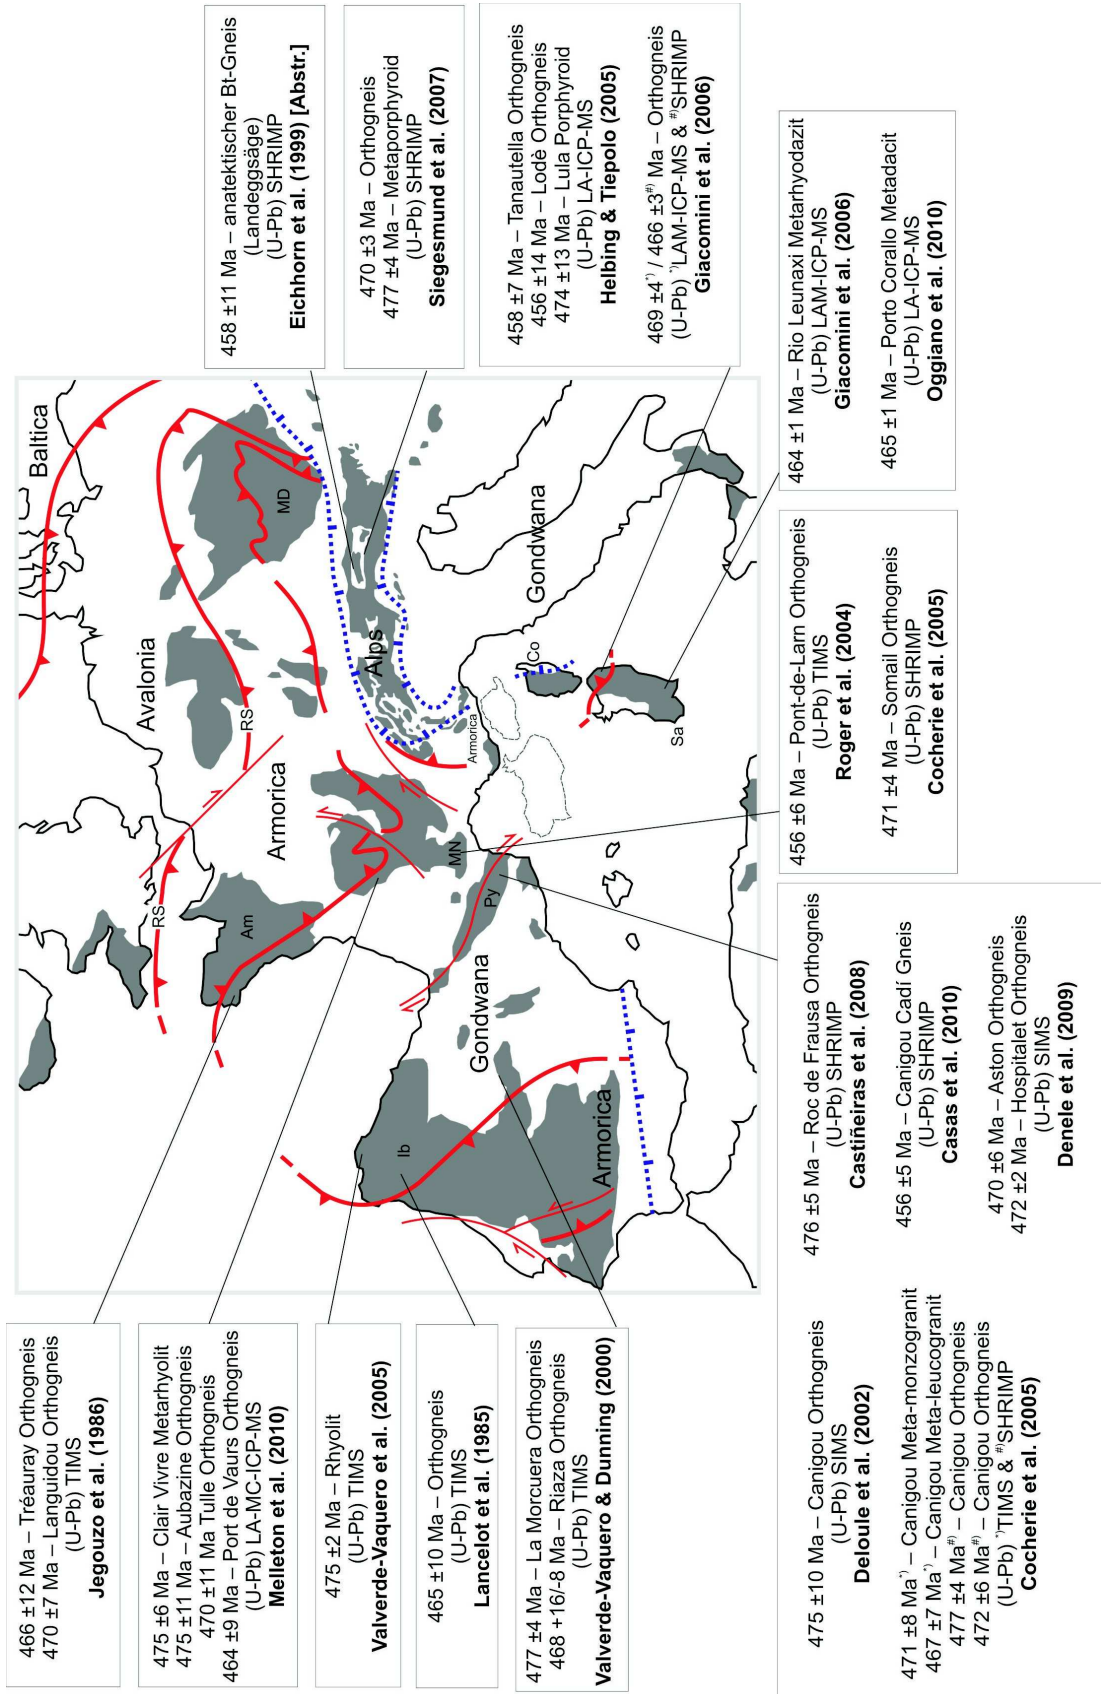 466 ±12 Ma – Tréauray Orthogneis
470 ±7 Ma – Languidou Orthogneis
(U-Pb) TIMS
Jegouzo et al. (1986)
475 ±6 Ma – Clair Vivre Metarhyolit
475 ±11 Ma – Aubazine Orthogneis
470 ±11 Ma Tulle Orthogneis
464 ±9 Ma – Port de Vaurs Orthogneis
(U-Pb) LA-MC-ICP-MS
Melleton et al. (2010)
475 ±2 Ma – Rhyolit
(U-Pb) TIMS
Valverde-Vaquero et al. (2005)
465 ±10 Ma – Orthogneis
(U-Pb) TIMS
Lancelot et al. (1985)
477 ±4 Ma – La Morcuera Orthogneis
468 +16/-8 Ma – Riaza Orthogneis
(U-Pb) TIMS
Valverde-Vaquero & Dunning (2000)
Baltica
Avalonia
RS
RS
MD
Armorica
Am
Alps
Armorica
MN
Py
Gondwana
Gondwana
Co
Sa
Ib
Armorica
458 ±11 Ma – anatektischer Bt-Gneis
(Landeggsäge)
(U-Pb) SHRIMP
Eichhorn et al. (1999) [Abstr.]
470 ±3 Ma – Orthogneis
477 ±4 Ma – Metaporphyroid
(U-Pb) SHRIMP
Siegesmund et al. (2007)
458 ±7 Ma – Tanautella Orthogneis
456 ±14 Ma – Lodè Orthogneis
474 ±13 Ma – Lula Porphyroid
(U-Pb) LA-ICP-MS
Helbing & Tiepolo (2005)
469 ±4*) / 466 ±3#) Ma – Orthogneis
(U-Pb) *)LAM-ICP-MS & #)SHRIMP
Giacomini et al. (2006)
475 ±10 Ma – Canigou Orthogneis
(U-Pb) SIMS
Deloule et al. (2002)
471 ±8 Ma*) – Canigou Meta-monzogranit
467 ±7 Ma*) – Canigou Meta-leucogranit
477 ±4 Ma#) – Canigou Orthogneis
472 ±6 Ma#) – Canigou Orthogneis
(U-Pb) *)TIMS & #)SHRIMP
Cocherie et al. (2005)
476 ±5 Ma – Roc de Frausa Orthogneis
(U-Pb) SHRIMP
Castiñeiras et al. (2008)
456 ±5 Ma – Canigou Cadí Gneis
(U-Pb) SHRIMP
Casas et al. (2010)
470 ±6 Ma – Aston Orthogneis
472 ±2 Ma – Hospitalet Orthogneis
(U-Pb) SIMS
Denele et al. (2009)
456 ±6 Ma – Pont-de-Larn Orthogneis
(U-Pb) TIMS
Roger et al. (2004)
471 ±4 Ma – Somail Orthogneis
(U-Pb) SHRIMP
Cocherie et al. (2005)
464 ±1 Ma – Rio Leunaxi Metarhyodazit
(U-Pb) LAM-ICP-MS
Giacomini et al. (2006)
465 ±1 Ma – Porto Corallo Metadacit
(U-Pb) LA-ICP-MS
Oggiano et al. (2010)